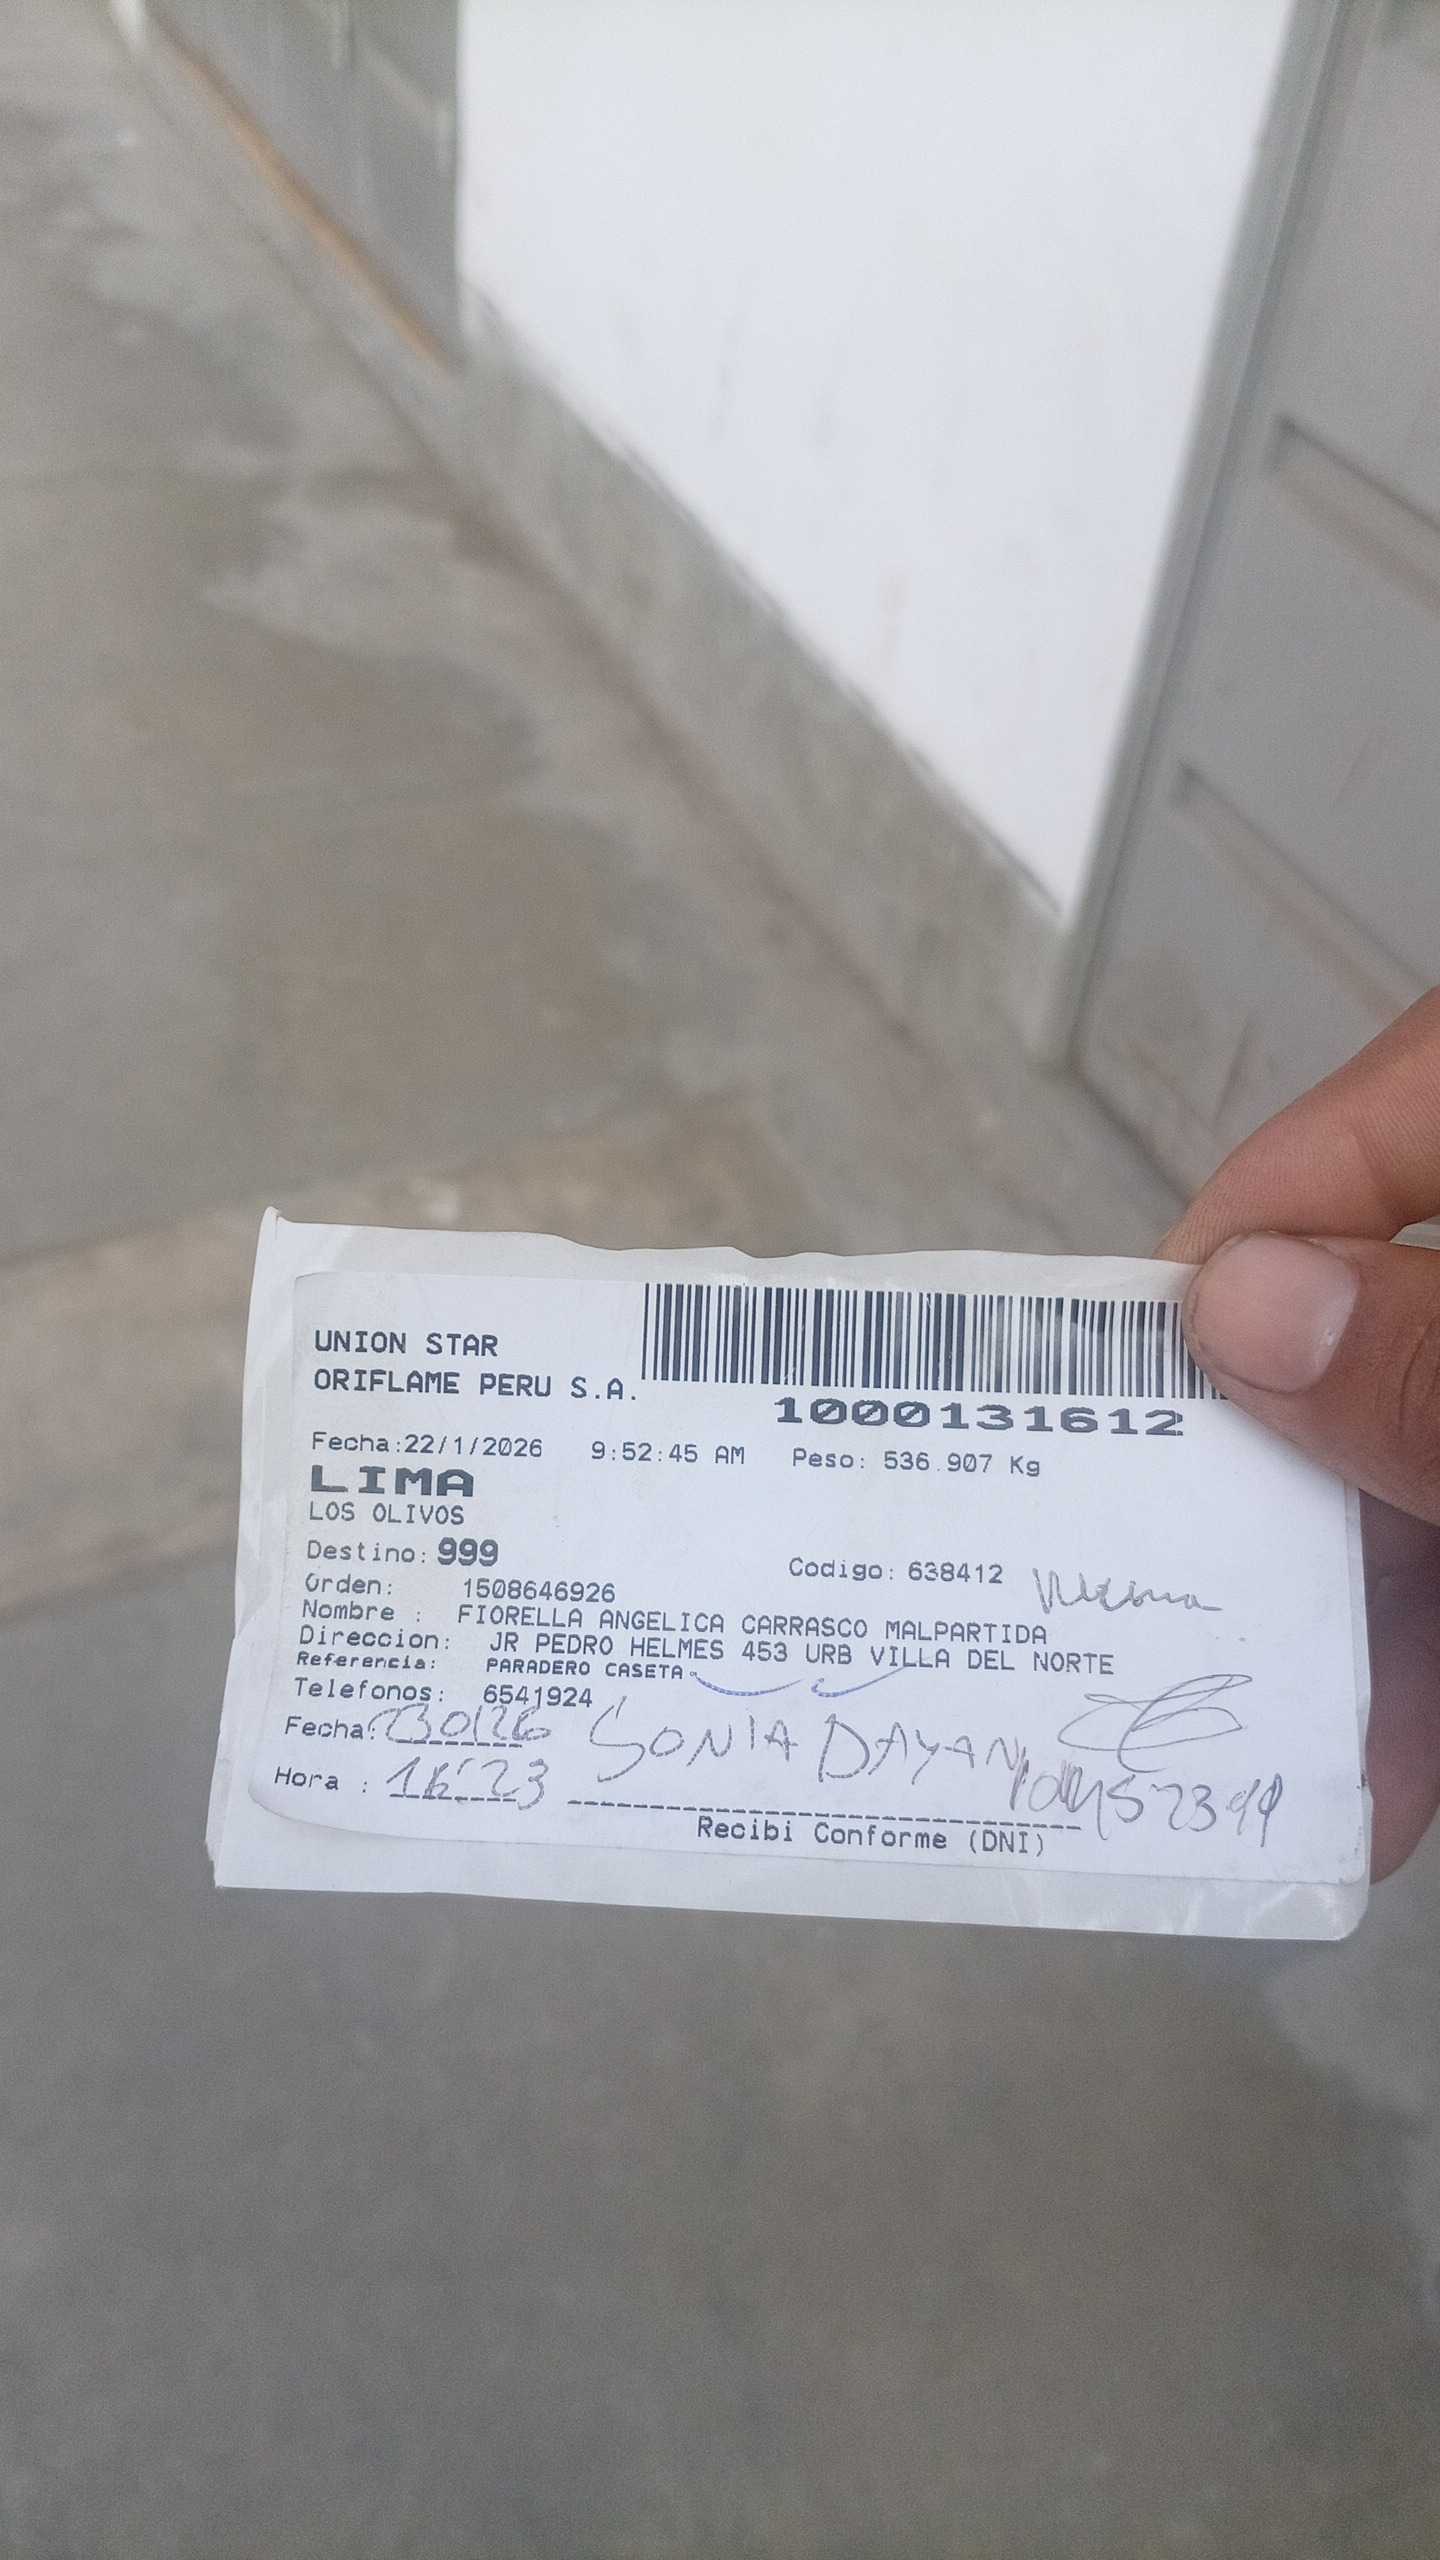 UNION STAR
ORIFLAME PERU S.A.
1000131612
Fecha:22/1/2026 9:52:45 AM Peso: 536.907 Kg
LIMA
LOS OLIVOS
Destino: 999 Codigo: 638412
Orden: 1508646926
Nombre : FIORELLA ANGELICA CARRASCO MALPARTIDA
Direccion: JR PEDRO HELMES 453 URB VILLA DEL NORTE
Referencia: PARADERO CASETA
Telefonos: 6541924
Fecha: 230126 SONIA DAYAN
Hora :
Recibi Conforme (DNI)